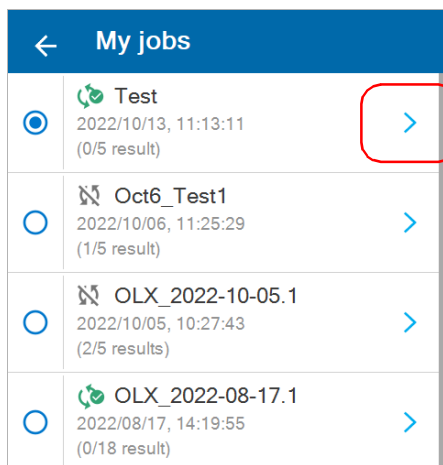 My jobs
Test
2022/10/13, 11:13:11
(0/5 result)
Oct6_Test1
2022/10/06, 11:25:29
(1/5 result)
OLX_2022-10-05.1
2022/10/05, 10:27:43
(2/5 results)
OLX_2022-08-17.1
2022/08/17, 14:19:55
(0/18 result)